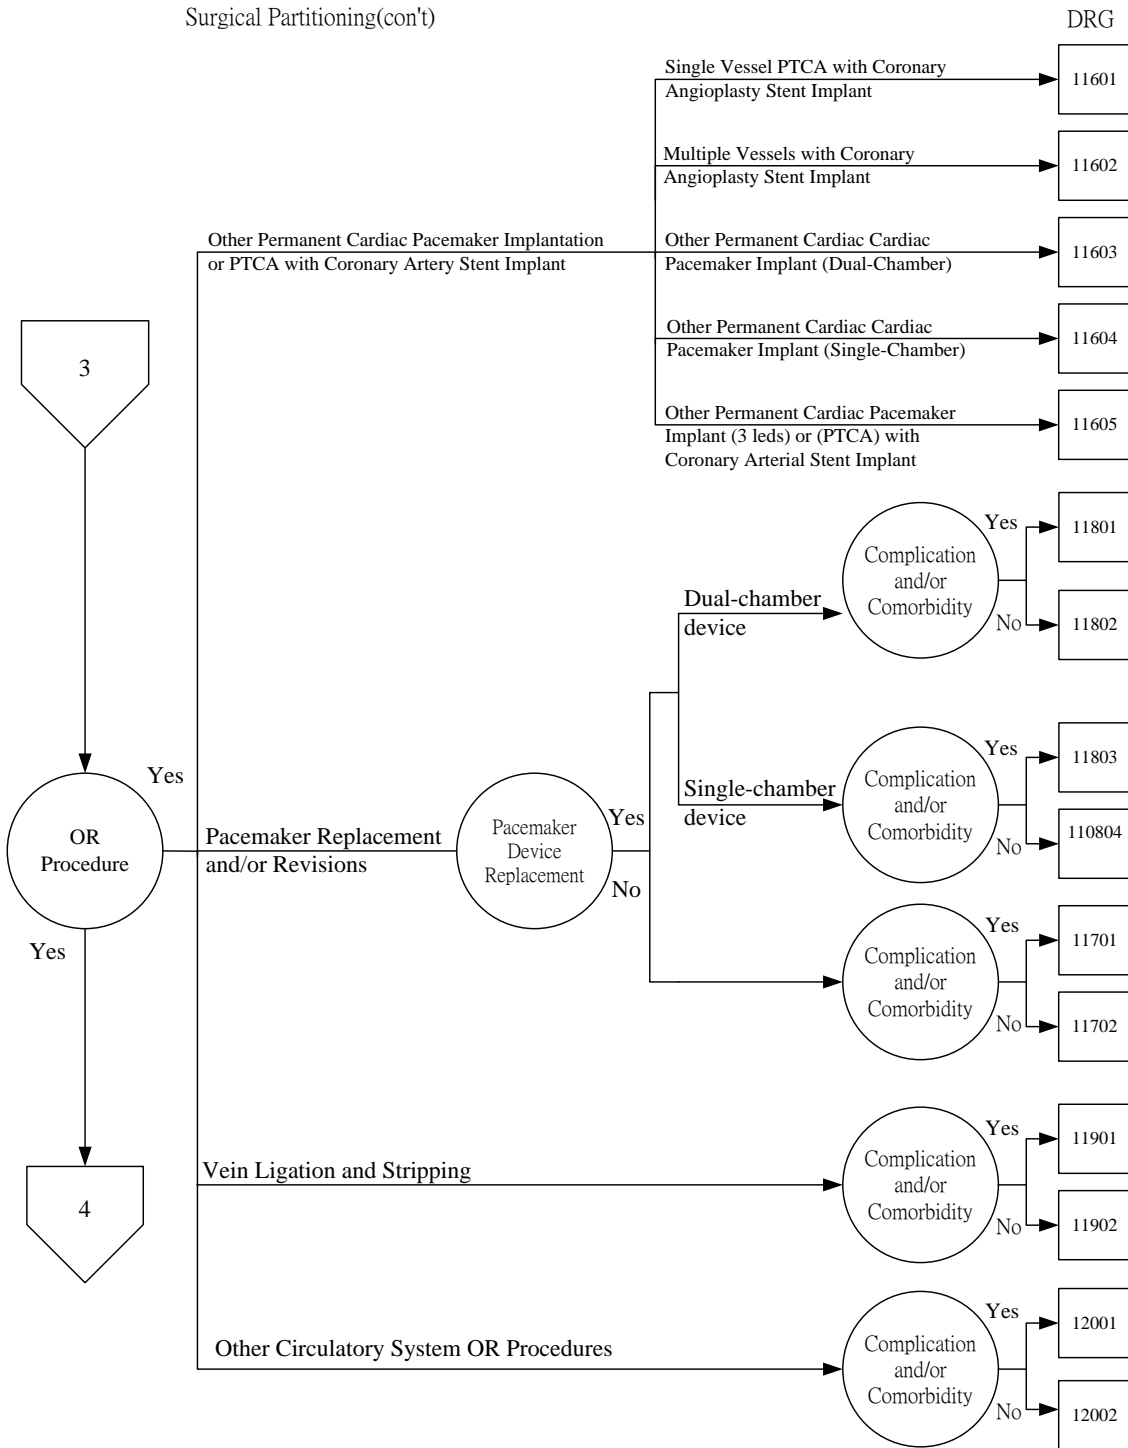 Surgical Partitioning(con't)
DRG
Single Vessel PTCA with Coronary
Angioplasty Stent Implant
11601
Multiple Vessels with Coronary
Angioplasty Stent Implant
11602
Other Permanent Cardiac Pacemaker Implantation
or PTCA with Coronary Artery Stent Implant
Other Permanent Cardiac Cardiac
Pacemaker Implant (Dual-Chamber)
11603
Other Permanent Cardiac Cardiac
Pacemaker Implant (Single-Chamber)
11604
3
Other Permanent Cardiac Pacemaker
Implant (3 leds) or (PTCA) with
Coronary Arterial Stent Implant
11605
Dual-chamber
device
Complication
and/or
Comorbidity
Yes
11801
No
11802
Single-chamber
device
Complication
and/or
Comorbidity
Yes
11803
No
110804
OR
Procedure
Yes
Pacemaker Replacement
and/or Revisions
Pacemaker
Device
Replacement
Yes
No
Complication
and/or
Comorbidity
Yes
11701
No
11702
Yes
4
Vein Ligation and Stripping
Complication
and/or
Comorbidity
Yes
11901
No
11902
Other Circulatory System OR Procedures
Complication
and/or
Comorbidity
Yes
12001
No
12002